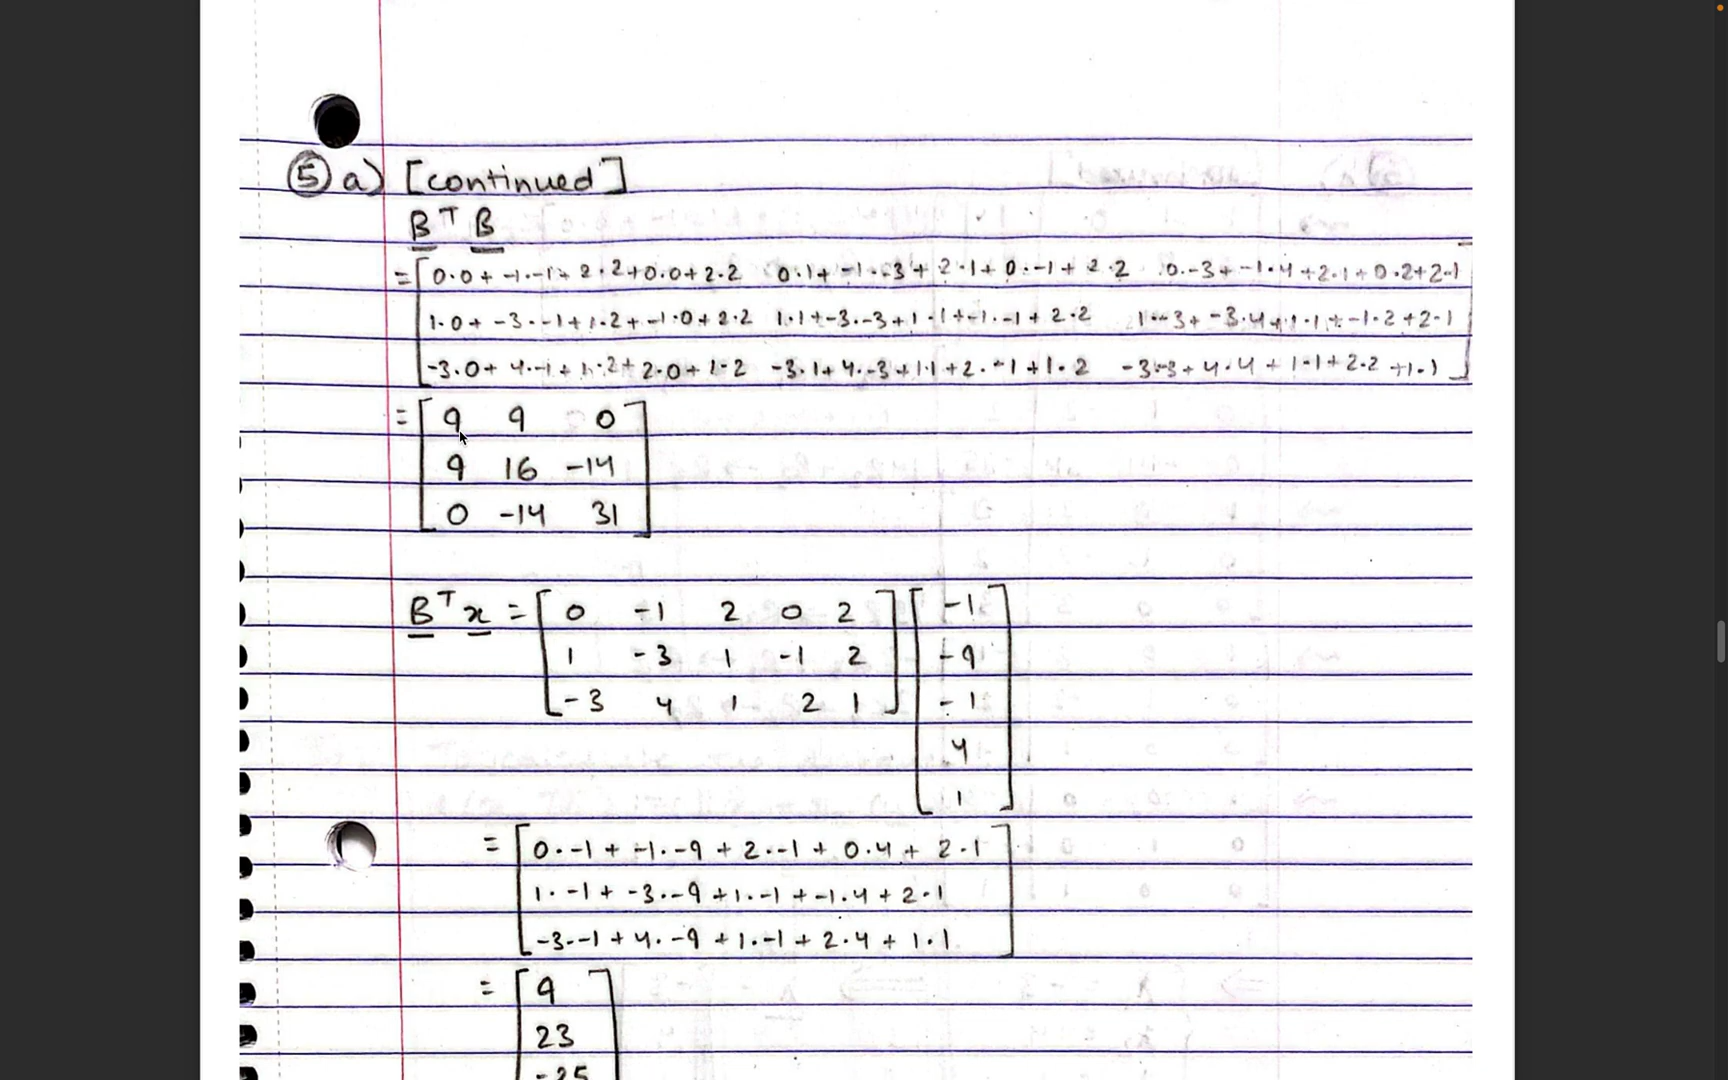 ⑤ a) [continued]
B^T B
= [ 0·0 + -1·-1 + 2·2 + 0·0 + 2·2   0·1 + -1·-3 + 2·1 + 0·-1 + 2·2   0·-3 + -1·4 + 2·1 + 0·2 + 2·1
1·0 + -3·-1 + 1·2 + -1·0 + 2·2   1·1 + -3·-3 + 1·1 + -1·-1 + 2·2   1·-3 + -3·4 + 1·1 + -1·2 + 2·1
-3·0 + 4·-1 + 1·2 + 2·0 + 1·2   -3·1 + 4·-3 + 1·1 + 2·-1 + 1·2   -3·-3 + 4·4 + 1·1 + 2·2 + 1·1 ]
= [ 9 9 0
9 16 -14
0 -14 31 ]
B^T x = [ 0 -1 2 0 2 ] [ -1
1 -3 1 -1 2   -9
-3 4 1 2 1   -1
4
1 ]
= [ 0·-1 + -1·-9 + 2·-1 + 0·4 + 2·1
1·-1 + -3·-9 + 1·-1 + -1·4 + 2·1
-3·-1 + 4·-9 + 1·-1 + 2·4 + 1·1 ]
= [ 9
23
-25